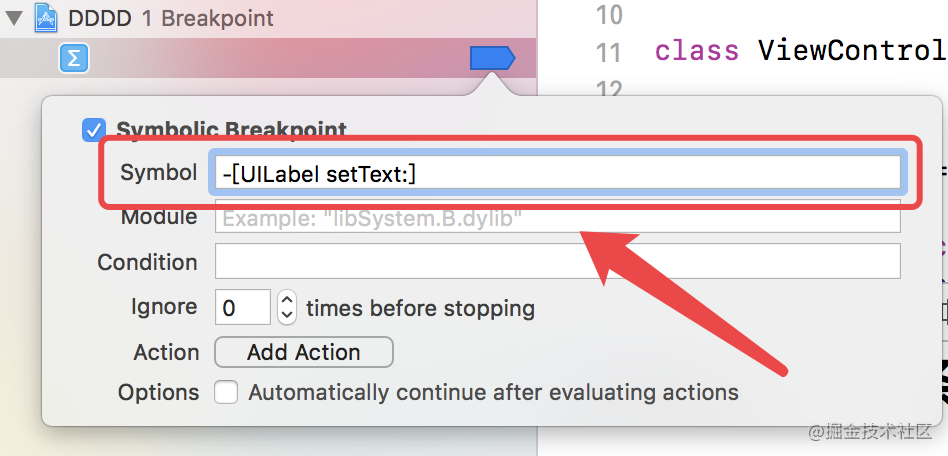 DDDD 1 Breakpoint
10
11 class ViewControl
12
Symbolic Breakpoint
Symbol -[UILabel setText:]
Module Example: "libSystem.B.dylib"
Condition
Ignore 0 times before stopping
Action Add Action
Options Automatically continue after evaluating actions
@掘金技术社区